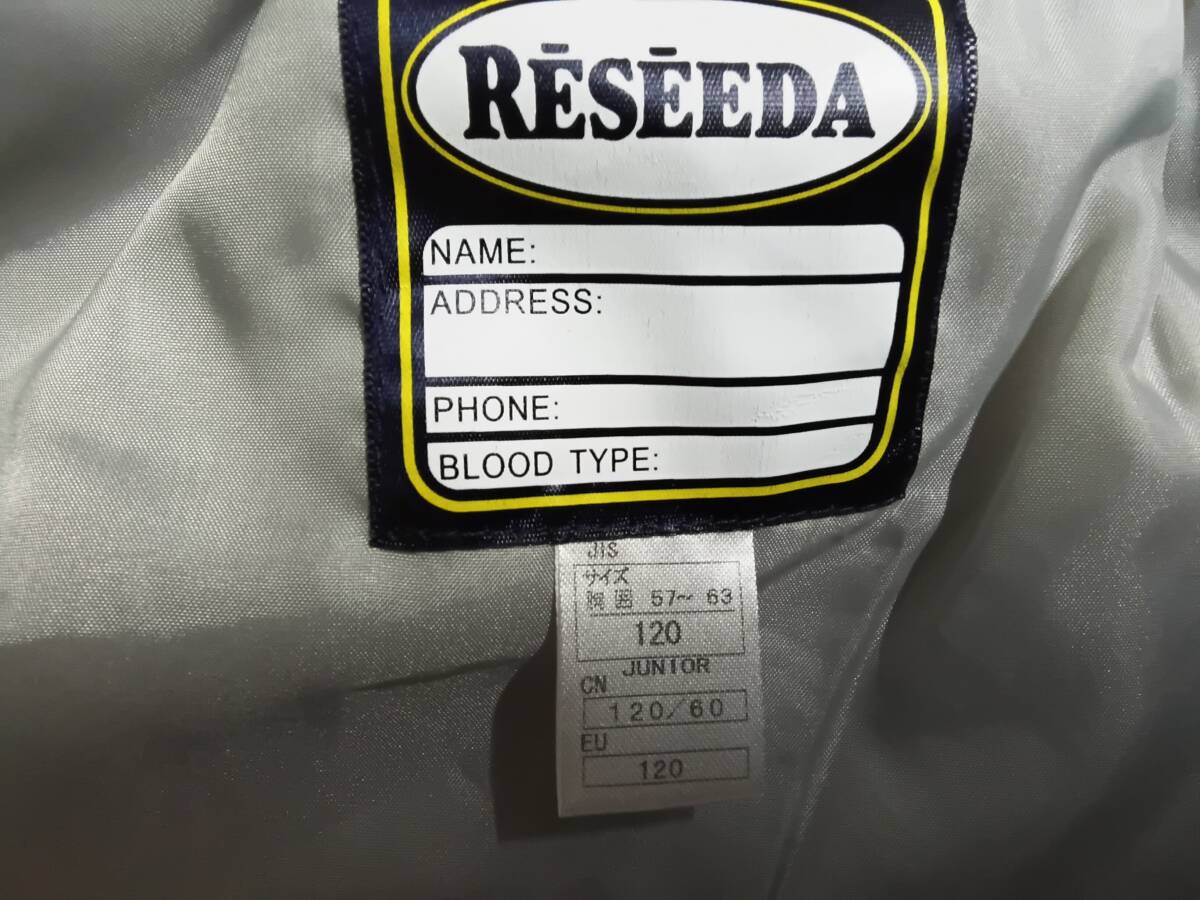 RĒSĒEDA
NAME:
ADDRESS:
PHONE:
BLOOD TYPE:
JIS
サイズ
胸囲 57～63
120
JUNIOR
CN
120/60
EU
120